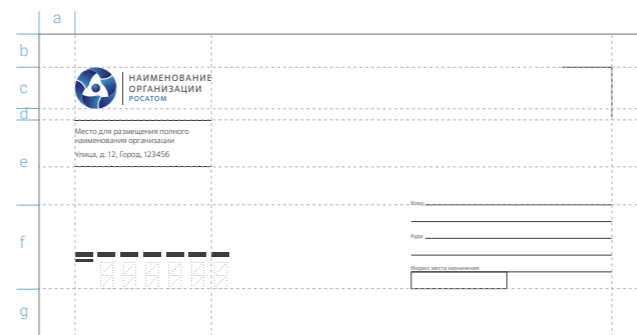 a
b
c
НАИМЕНОВАНИЕ
ОРГАНИЗАЦИИ
РОСАТОМ
d
Место для размещения полного
наименования организации
Улица, д. 12, Город, 123456
e
Кому
f
Куда
Индекс места назначения
g